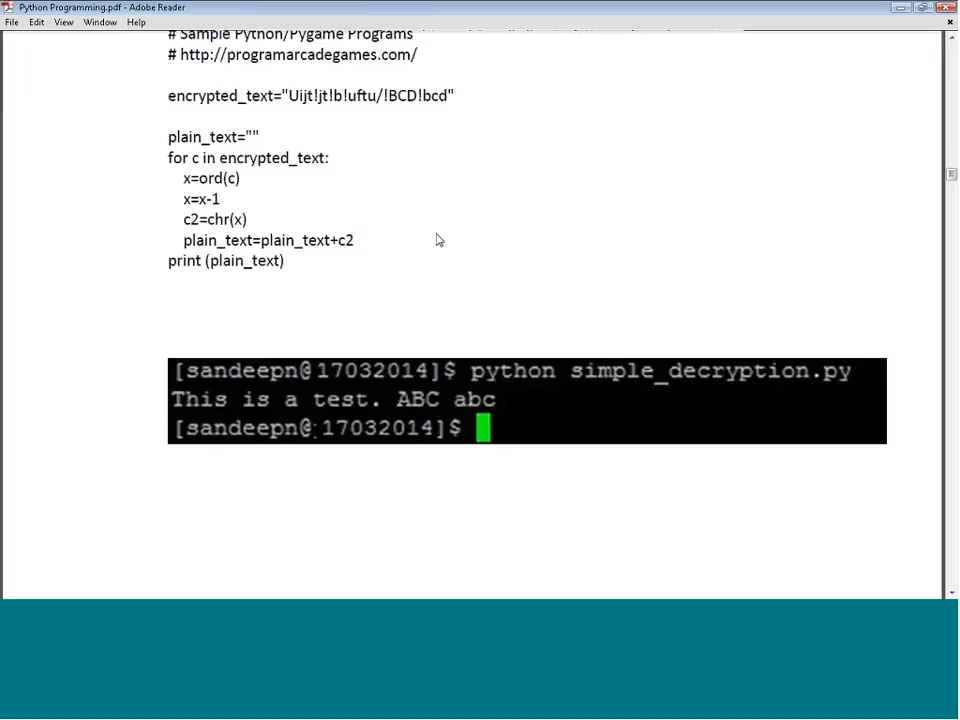 Python Programming.pdf - Adobe Reader
File Edit View Window Help
# Sample Python/Pygame Programs
# http://programarcadegames.com/
encrypted_text="Uijt!jt!b!uftu/!BCD!bcd"
plain_text=""
for c in encrypted_text:
x=ord(c)
x=x-1
c2=chr(x)
plain_text=plain_text+c2
print (plain_text)
[sandeepn@ 17032014]$ python simple_decryption.py
This is a test. ABC abc
[sandeepn@ 17032014]$